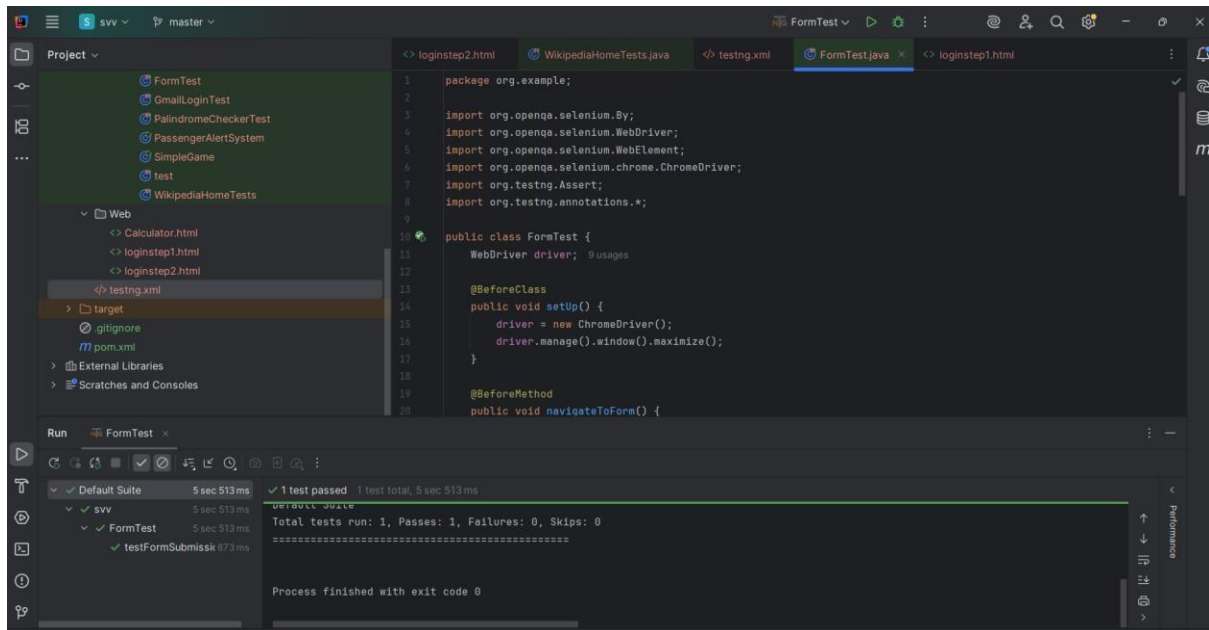 S svv master FormTest
Project
loginstep2.html WikipediaHomeTests.java testng.xml FormTest.java loginstep1.html
FormTest
GmailLoginTest
PalindromeCheckerTest
PassengerAlertSystem
SimpleGame
test
WikipediaHomeTests
Web
Calculator.html
loginstep1.html
loginstep2.html
testng.xml
target
.gitignore
pom.xml
External Libraries
Scratches and Consoles
1 package org.example;
2
3 import org.openqa.selenium.By;
4 import org.openqa.selenium.WebDriver;
5 import org.openqa.selenium.WebElement;
6 import org.openqa.selenium.chrome.ChromeDriver;
7 import org.testng.Assert;
8 import org.testng.annotations.*;
9
10 public class FormTest {
11 WebDriver driver; 9 usages
12
13 @BeforeClass
14 public void setUp() {
15 driver = new ChromeDriver();
16 driver.manage().window().maximize();
17 }
18
19 @BeforeMethod
20 public void navigateToForm() {
Run FormTest
Default Suite 5 sec 513 ms
svv 5 sec 513 ms
FormTest 5 sec 513 ms
testFormSubmissi 873 ms
1 test passed 1 test total, 5 sec 513 ms
Default Suite
Total tests run: 1, Passes: 1, Failures: 0, Skips: 0
===============================================
Process finished with exit code 0
Performance